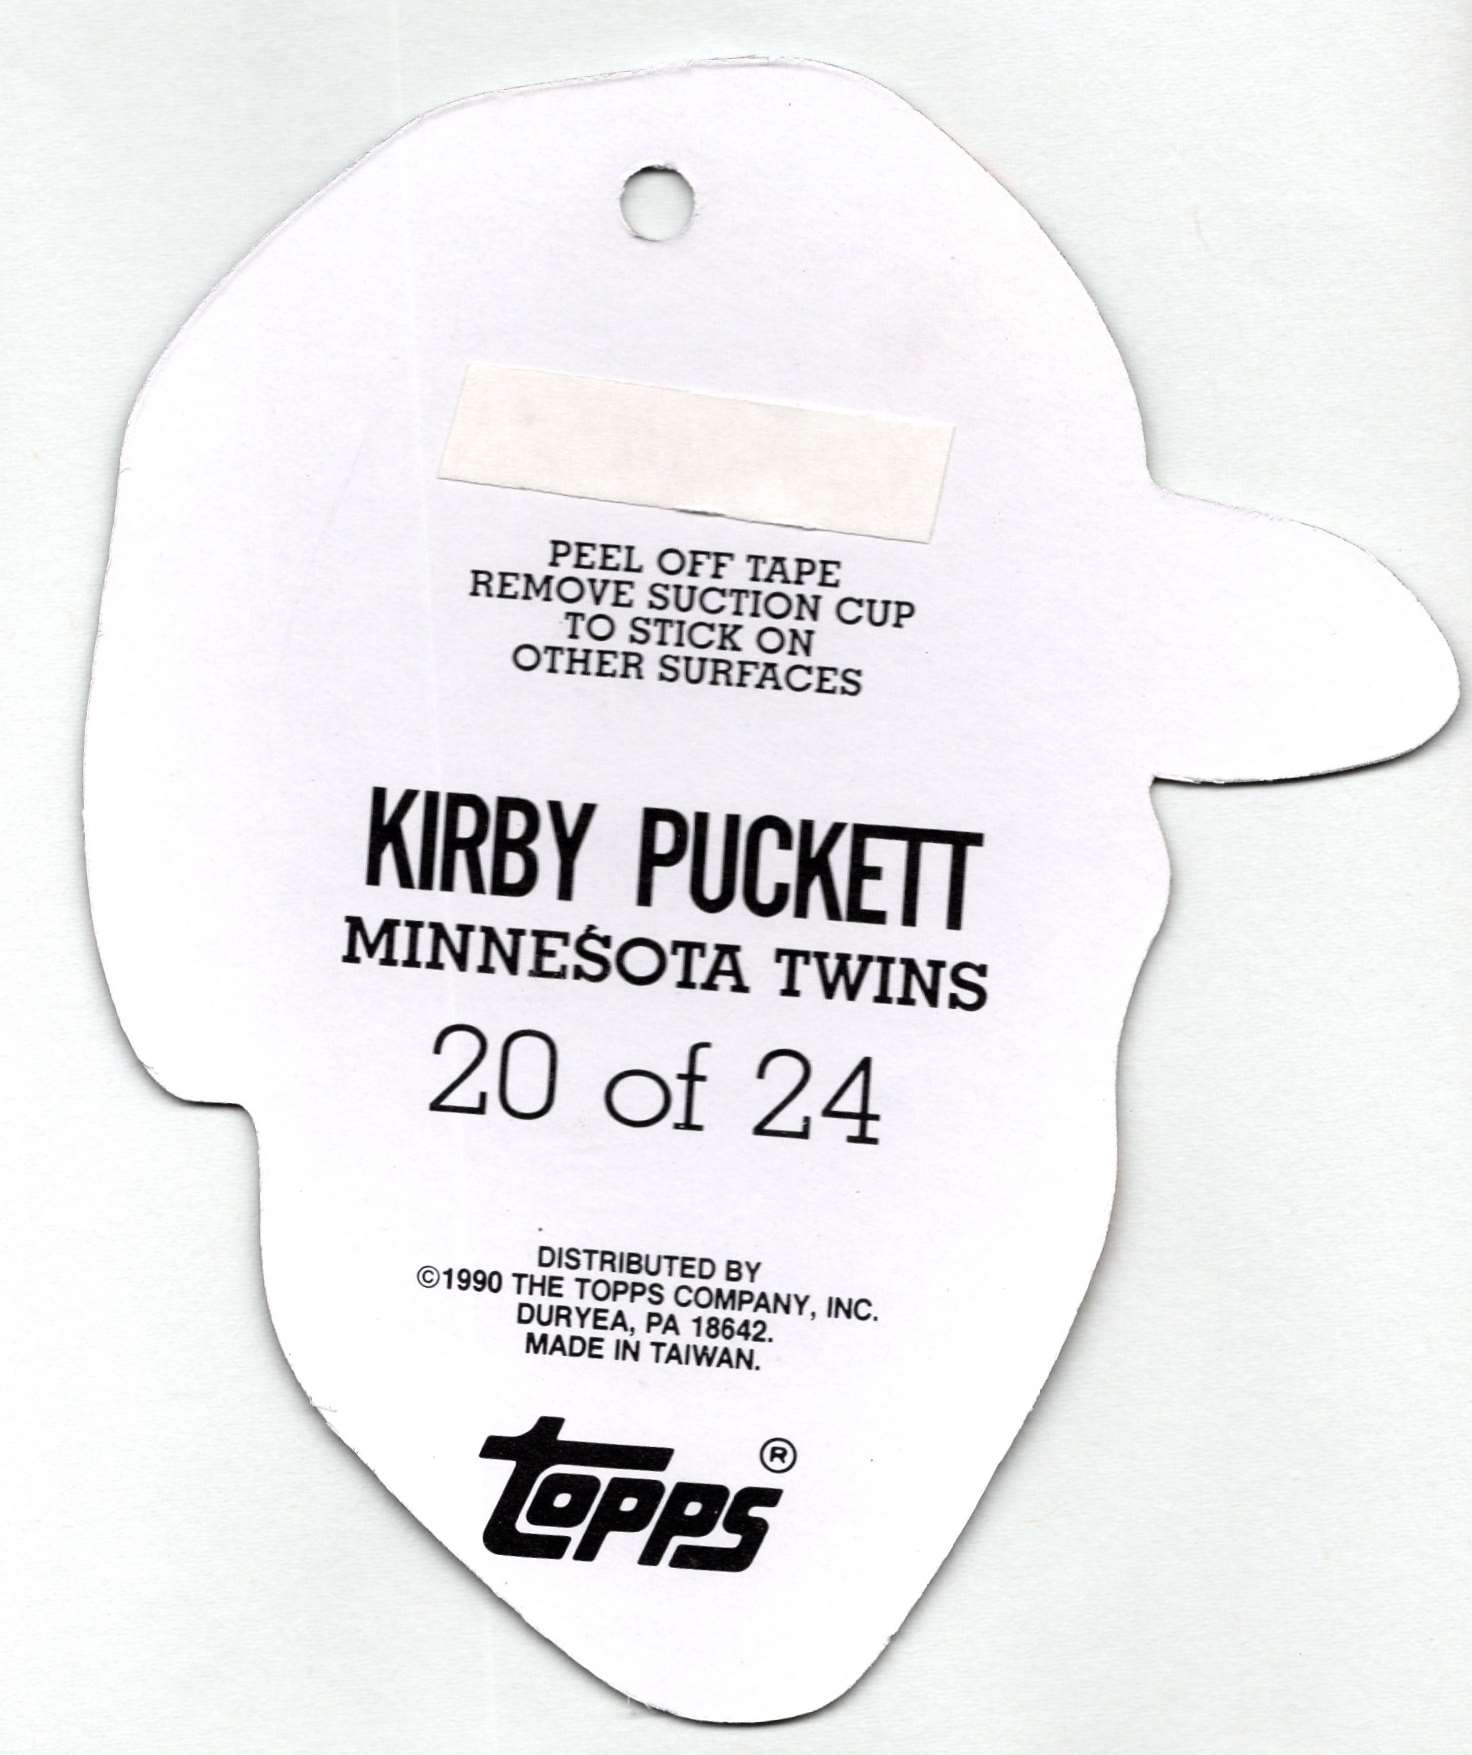 PEEL OFF TAPE
REMOVE SUCTION CUP
TO STICK ON
OTHER SURFACES
KIRBY PUCKETT
MINNESOTA TWINS
20 of 24
DISTRIBUTED BY
©1990 THE TOPPS COMPANY, INC.
DURYEA, PA 18642.
MADE IN TAIWAN.
topps®